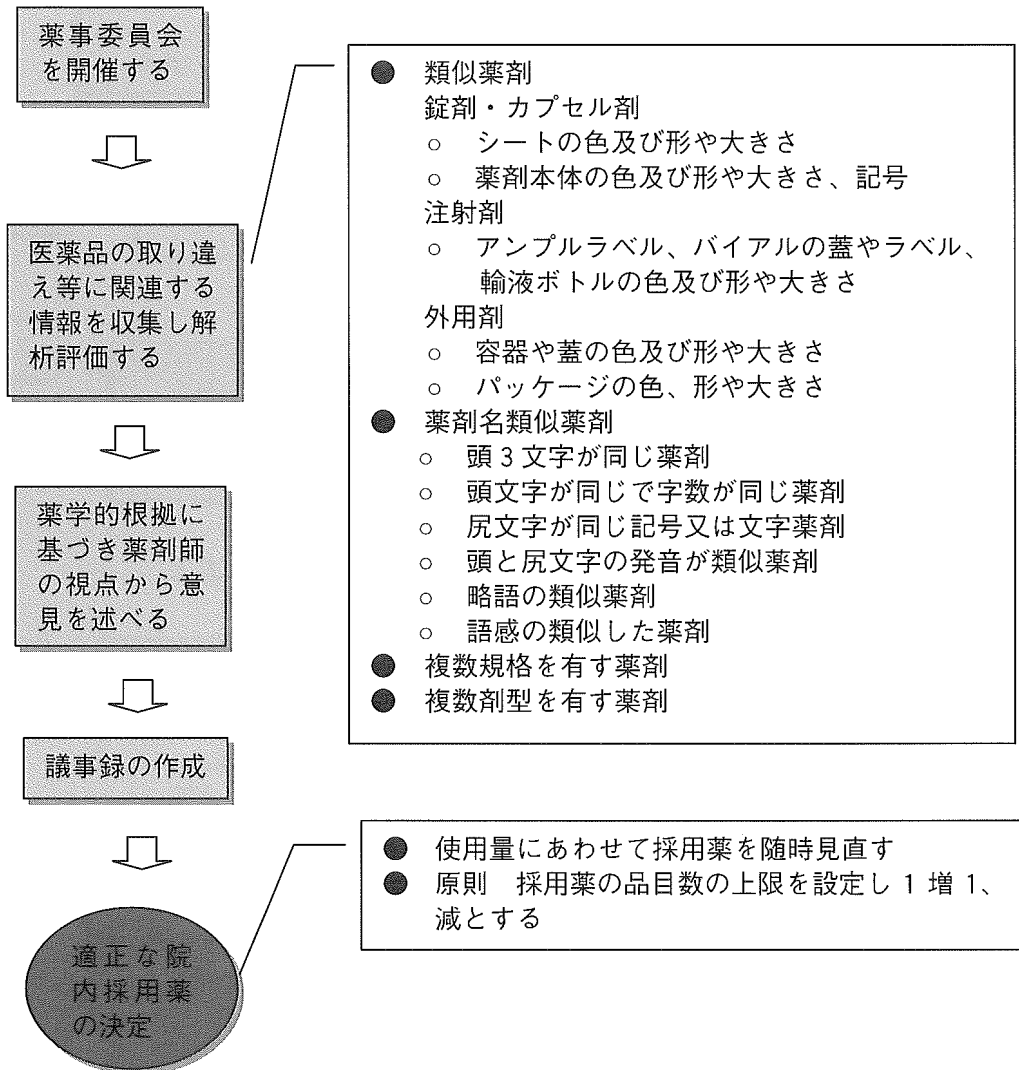 薬事委員会
を開催する
医薬品の取り違
え等に関連する
情報を収集し解
析評価する
● 類似薬剤
錠剤・カプセル剤
○ シートの色及び形や大きさ
○ 薬剤本体の色及び形や大きさ、記号
注射剤
○ アンプルラベル、バイアルの蓋やラベル、
輸液ボトルの色及び形や大きさ
外用剤
○ 容器や蓋の色及び形や大きさ
○ パッケージの色、形や大きさ
● 薬剤名類似薬剤
○ 頭3文字が同じ薬剤
○ 頭文字が同じで字数が同じ薬剤
○ 尻文字が同じ記号又は文字薬剤
○ 頭と尻文字の発音が類似薬剤
○ 略語の類似薬剤
○ 語感の類似した薬剤
● 複数規格を有す薬剤
● 複数剤型を有す薬剤
薬学的根拠に
基づき薬剤師
の視点から意
見を述べる
議事録の作成
適正な院
内採用薬
の決定
● 使用量にあわせて採用薬を随時見直す
● 原則 採用薬の品目数の上限を設定し1増1、
減とする